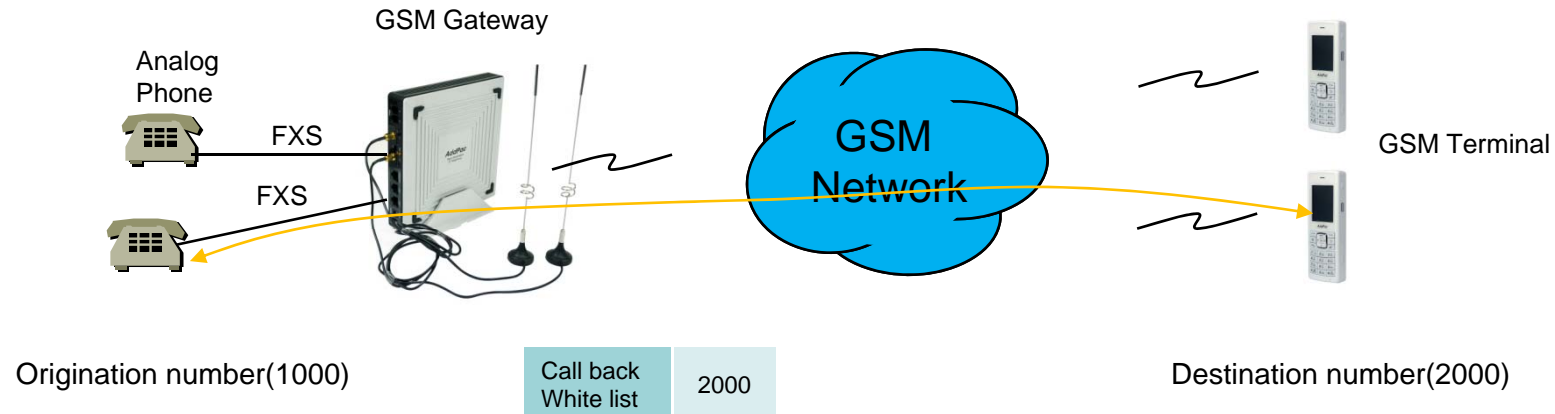 GSM Gateway
Analog
Phone
FXS
FXS
AddPac
GSM
Network
GSM Terminal
Origination number(1000)
Call back
White list
2000
Destination number(2000)